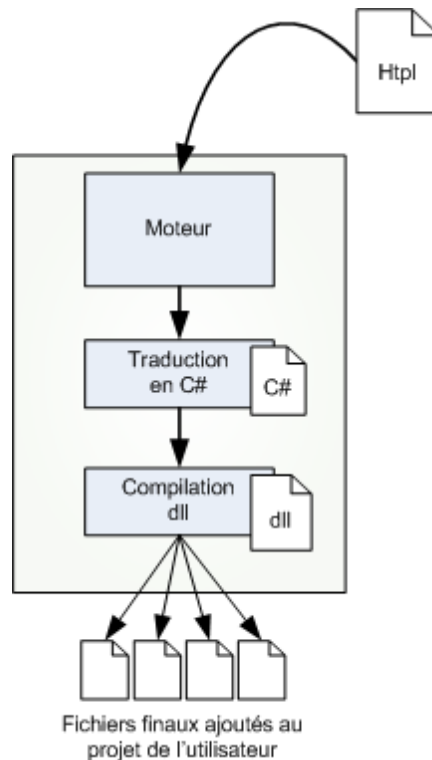 Htpl
Moteur
Traduction
en C#
C#
Compilation
dll
dll
Fichiers finaux ajoutés au
projet de l'utilisateur